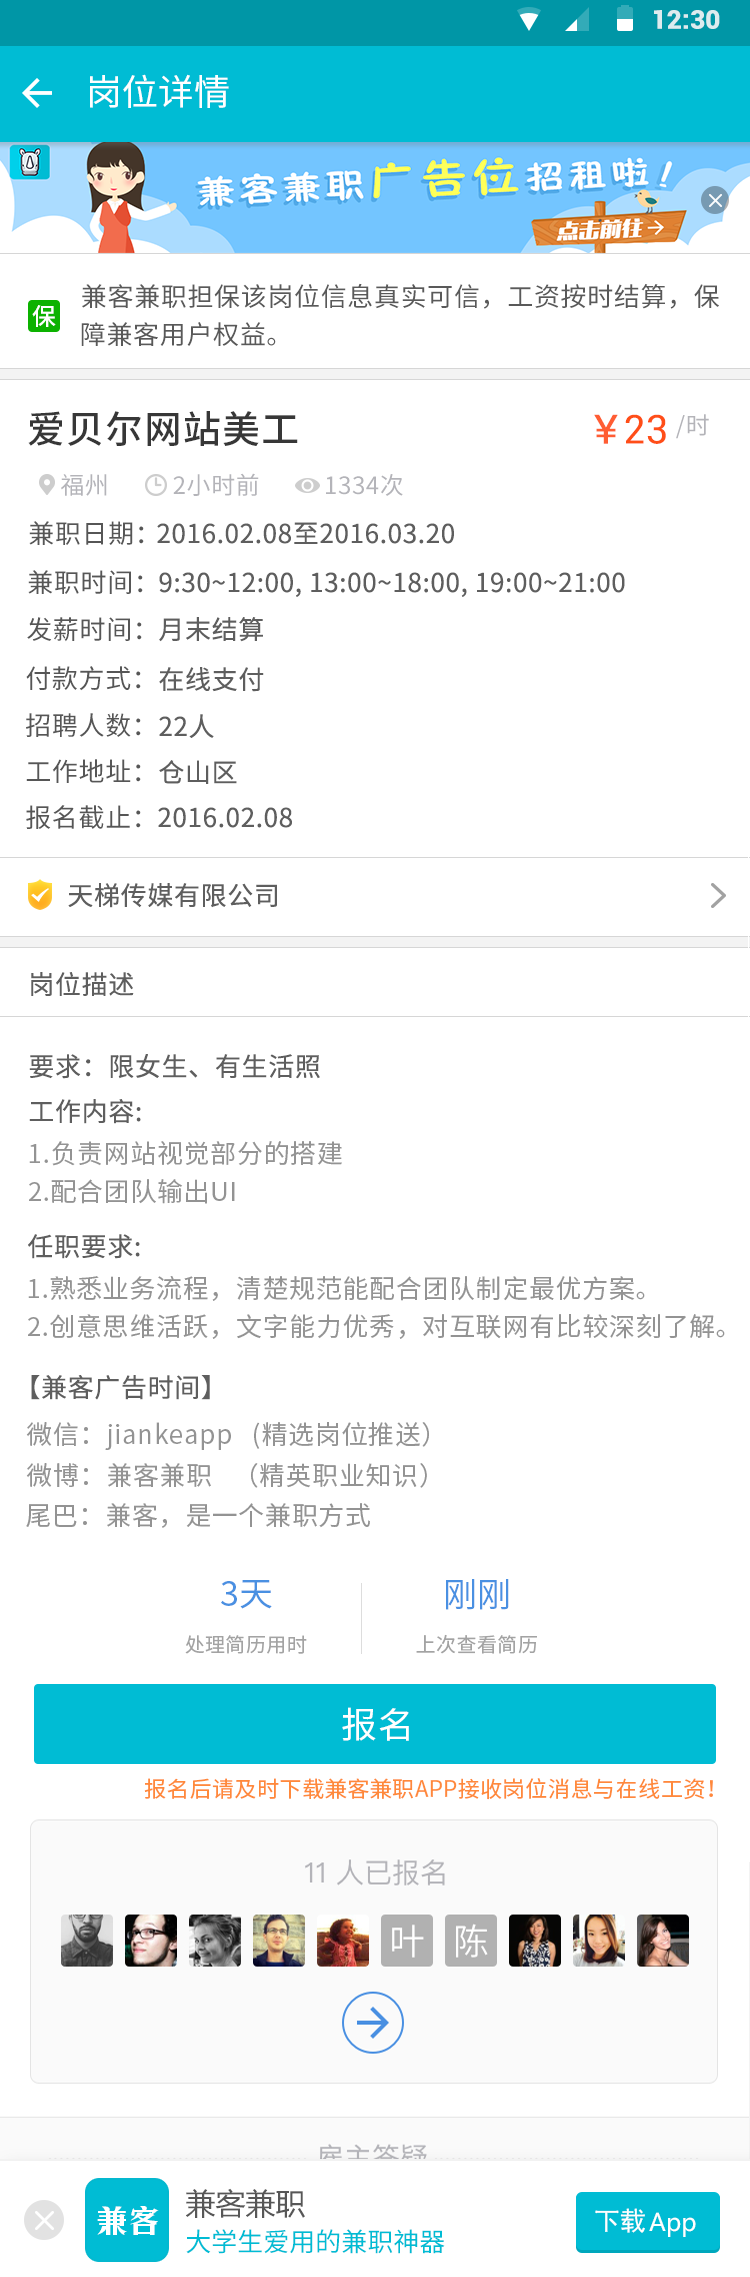 12:30
岗位详情
兼客兼职广告位招租啦！
点击前往→
保
兼客兼职担保该岗位信息真实可信，工资按时结算，保
障兼客用户权益。
爱贝尔网站美工
￥23 /时
福州 2小时前 1334次
兼职日期：2016.02.08至2016.03.20
兼职时间：9:30~12:00, 13:00~18:00, 19:00~21:00
发薪时间：月末结算
付款方式：在线支付
招聘人数：22人
工作地址：仓山区
报名截止：2016.02.08
天梯传媒有限公司
岗位描述
要求：限女生、有生活照
工作内容:
1.负责网站视觉部分的搭建
2.配合团队输出UI
任职要求:
1.熟悉业务流程，清楚规范能配合团队制定最优方案。
2.创意思维活跃，文字能力优秀，对互联网有比较深刻了解。
【兼客广告时间】
微信：jiankeapp （精选岗位推送）
微博：兼客兼职 （精英职业知识）
尾巴：兼客，是一个兼职方式
3天 刚刚
处理简历用时 上次查看简历
报名
报名后请及时下载兼客兼职APP接收岗位消息与在线工资！
11 人已报名
叶 陈
雇主答疑
兼客
兼客兼职
大学生爱用的兼职神器
下载App